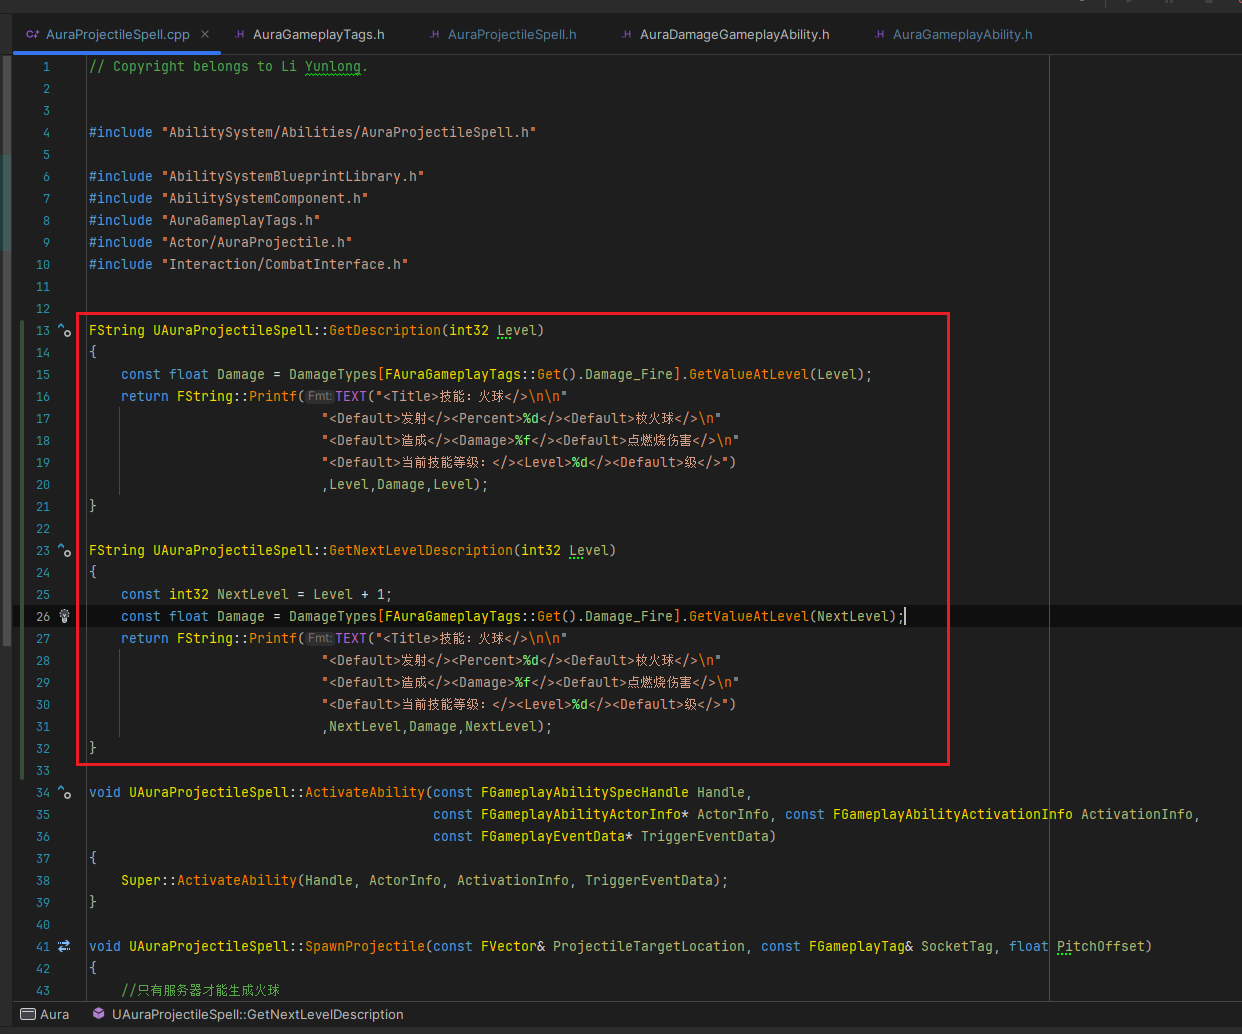 AuraProjectileSpell.cpp × .H AuraGameplayTags.h .H AuraProjectileSpell.h .H AuraDamageGameplayAbility.h .H AuraGameplayAbility.h
1 // Copyright belongs to Li Yunlong.
2
3
4 #include "AbilitySystem/Abilities/AuraProjectileSpell.h"
5
6 #include "AbilitySystemBlueprintLibrary.h"
7 #include "AbilitySystemComponent.h"
8 #include "AuraGameplayTags.h"
9 #include "Actor/AuraProjectile.h"
10 #include "Interaction/CombatInterface.h"
11
12
13 FString UAuraProjectileSpell::GetDescription(int32 Level)
14 {
15 const float Damage = DamageTypes[FAuraGameplayTags::Get().Damage_Fire].GetValueAtLevel(Level);
16 return FString::Printf( Fmt: TEXT("<Title>技能：火球</>\n\n"
17 "<Default>发射</><Percent>%d</><Default>枚火球</>\n"
18 "<Default>造成</><Damage>%f</><Default>点燃烧伤害</>\n"
19 "<Default>当前技能等级：</><Level>%d</><Default>级</>")
20 ,Level,Damage,Level);
21 }
22
23 FString UAuraProjectileSpell::GetNextLevelDescription(int32 Level)
24 {
25 const int32 NextLevel = Level + 1;
26 const float Damage = DamageTypes[FAuraGameplayTags::Get().Damage_Fire].GetValueAtLevel(NextLevel);
27 return FString::Printf( Fmt: TEXT("<Title>技能：火球</>\n\n"
28 "<Default>发射</><Percent>%d</><Default>枚火球</>\n"
29 "<Default>造成</><Damage>%f</><Default>点燃烧伤害</>\n"
30 "<Default>当前技能等级：</><Level>%d</><Default>级</>")
31 ,NextLevel,Damage,NextLevel);
32 }
33
34 void UAuraProjectileSpell::ActivateAbility(const FGameplayAbilitySpecHandle Handle,
35 const FGameplayAbilityActorInfo* ActorInfo, const FGameplayAbilityActivationInfo ActivationInfo,
36 const FGameplayEventData* TriggerEventData)
37 {
38 Super::ActivateAbility(Handle, ActorInfo, ActivationInfo, TriggerEventData);
39 }
40
41 void UAuraProjectileSpell::SpawnProjectile(const FVector& ProjectileTargetLocation, const FGameplayTag& SocketTag, float PitchOffset)
42 {
43 //只有服务器才能生成火球
Aura UAuraProjectileSpell::GetNextLevelDescription